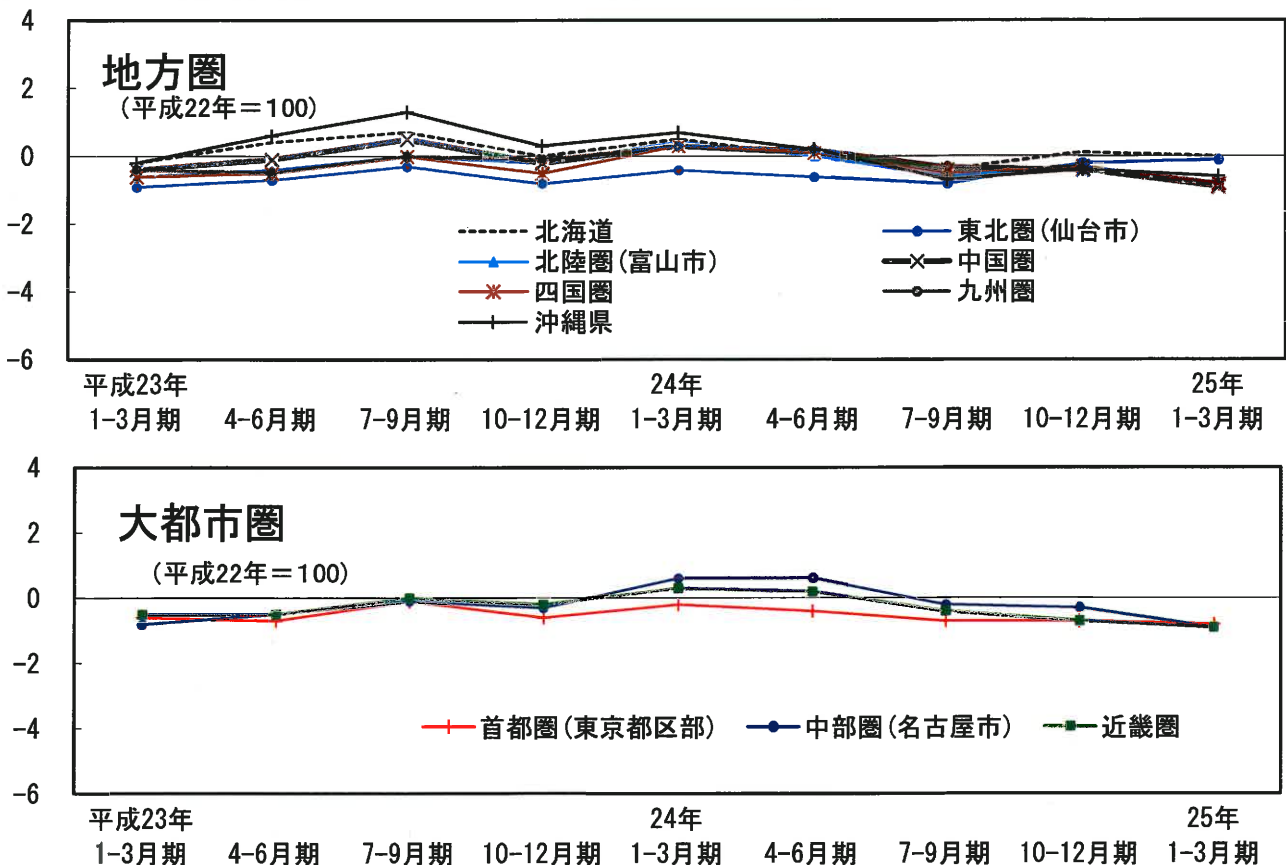 4
2
0
-2
-4
-6
地方圏
(平成22年=100)
北海道
東北圏(仙台市)
北陸圏(富山市)
中国圏
四国圏
九州圏
沖縄県
平成23年 24年 25年
1-3月期 4-6月期 7-9月期 10-12月期 1-3月期 4-6月期 7-9月期 10-12月期 1-3月期
4
2
0
-2
-4
-6
大都市圏
(平成22年=100)
首都圏(東京都区部) 中部圏(名古屋市) 近畿圏
平成23年 24年 25年
1-3月期 4-6月期 7-9月期 10-12月期 1-3月期 4-6月期 7-9月期 10-12月期 1-3月期